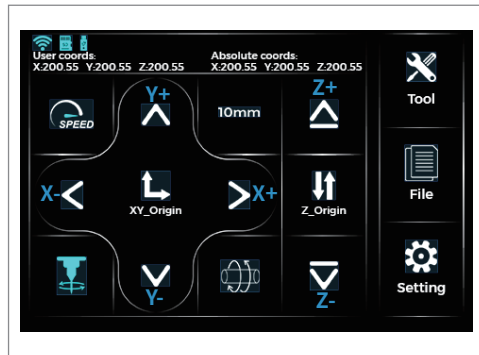 User coords: Absolute coords:
X:200.55 Y:200.55 Z:200.55 X:200.55 Y:200.55 Z:200.55
SPEED
Y+
10mm
Z+
Tool
X-
XY_Origin
X+
Z_Origin
File
Y-
Z-
Setting